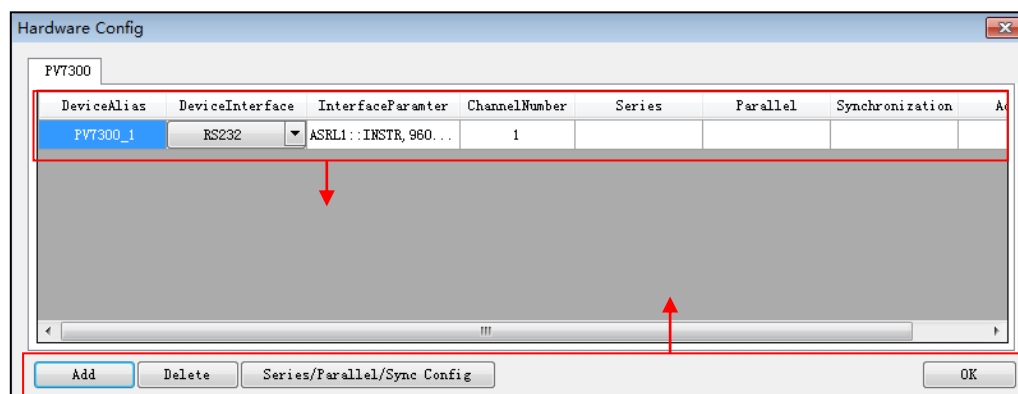 Hardware Config
PV7300
DeviceAlias DeviceInterface InterfaceParamter ChannelNumber Series Parallel Synchronization
PV7300_1 RS232 ASRL1::INSTR, 960... 1
Add Delete Series/Parallel/Sync Config OK